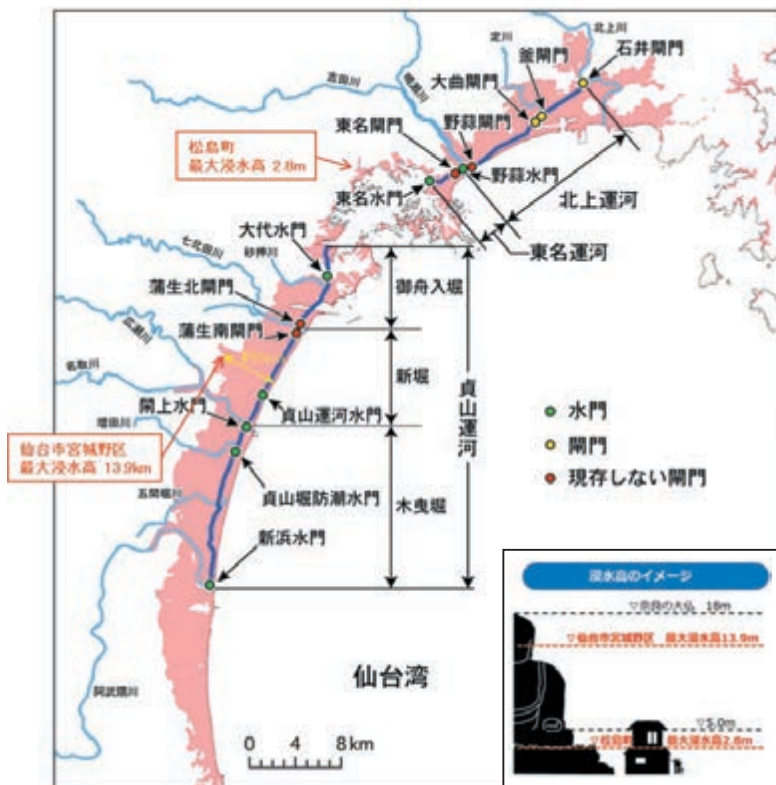 北上川
定川
石井閘門
釜閘門
大曲閘門
吉田川
鳴瀬川
東名閘門
野蒜閘門
松島町
最大浸水高 2.8m
野蒜水門
東名水門
北上運河
東名運河
大代水門
七北田川
砂押川
蒲生北閘門
御舟入堀
蒲生南閘門
広瀬川
名取川
新堀
貞山運河
閖上水門
貞山運河水門
増田川
仙台市宮城野区
最大浸水高 13.9km
水門
閘門
現存しない閘門
貞山堀防潮水門
木曳堀
五間堀川
新浜水門
阿武隈川
仙台湾
0 4 8km
浸水高のイメージ
▽奈良の大仏 16m
▽仙台市宮城野区 最大浸水高13.9m
▽5.0m
▽松島町 最大浸水高2.8m